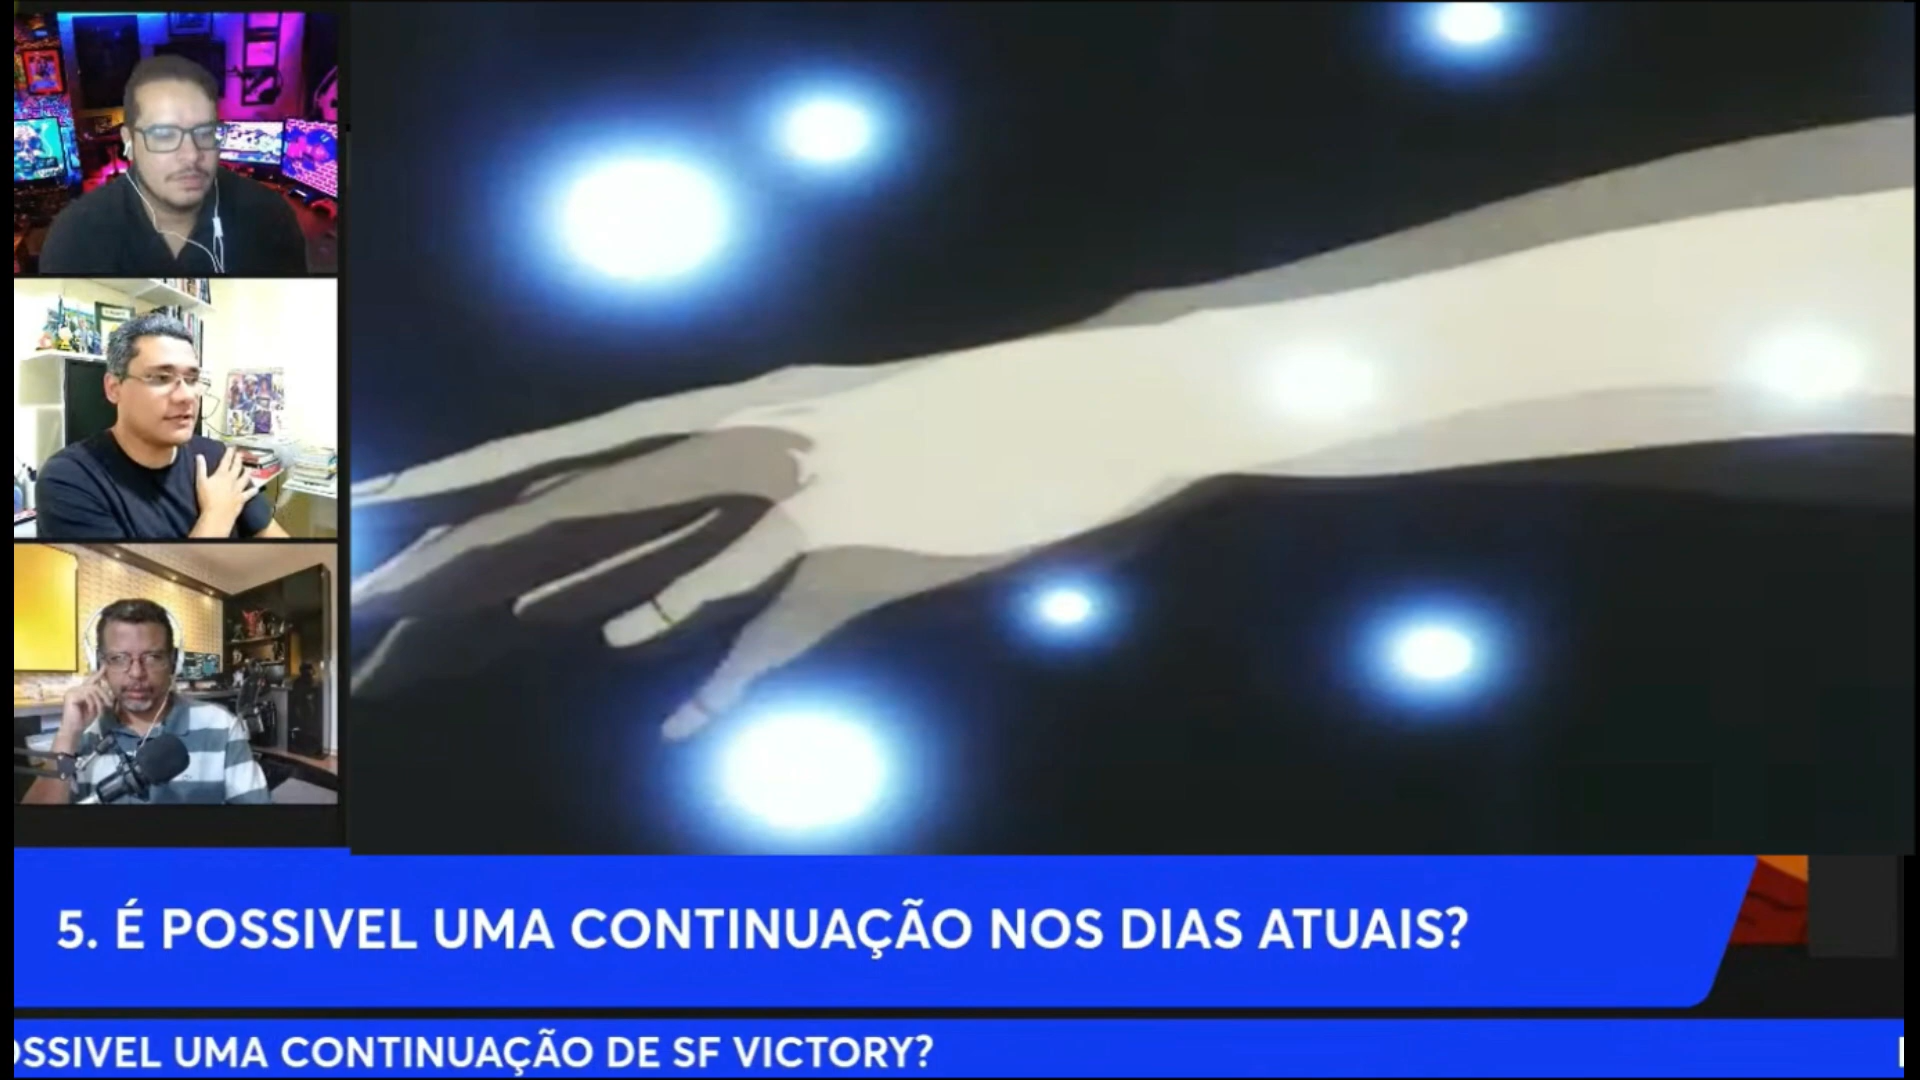 5. É POSSIVEL UMA CONTINUAÇÃO NOS DIAS ATUAIS?
OSSIVEL UMA CONTINUAÇÃO DE SF VICTORY?